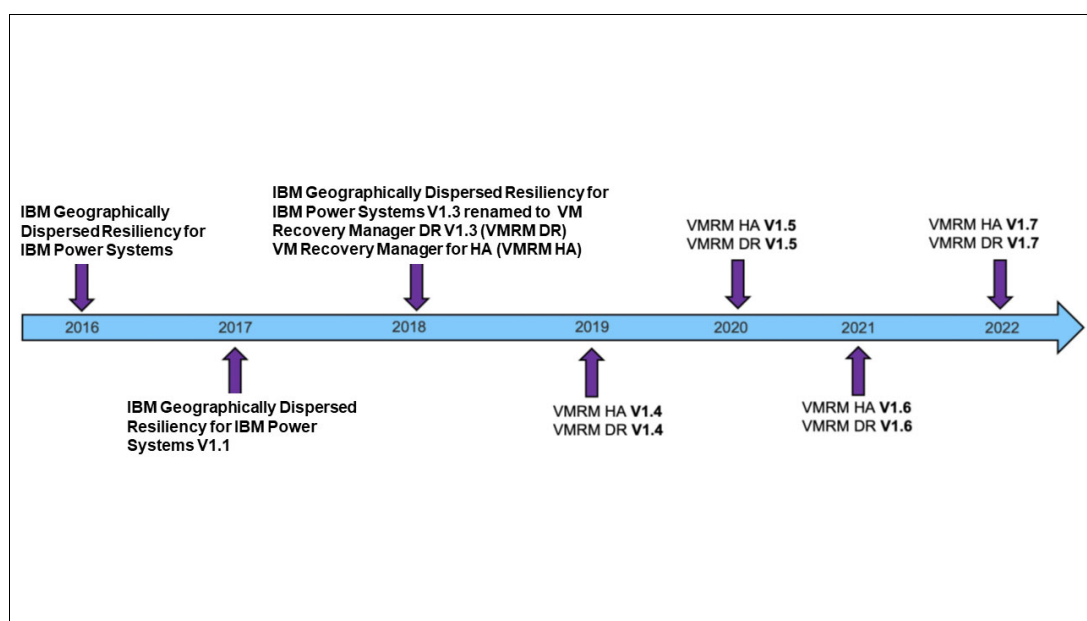 IBM Geographically
Dispersed Resiliency for
IBM Power Systems
IBM Geographically Dispersed Resiliency for
IBM Power Systems V1.3 renamed to VM
Recovery Manager DR V1.3 (VMRM DR)
VM Recovery Manager for HA (VMRM HA)
VMRM HA V1.5
VMRM DR V1.5
VMRM HA V1.7
VMRM DR V1.7
2016
2017
2018
2019
2020
2021
2022
IBM Geographically Dispersed
Resiliency for IBM Power
Systems V1.1
VMRM HA V1.4
VMRM DR V1.4
VMRM HA V1.6
VMRM DR V1.6